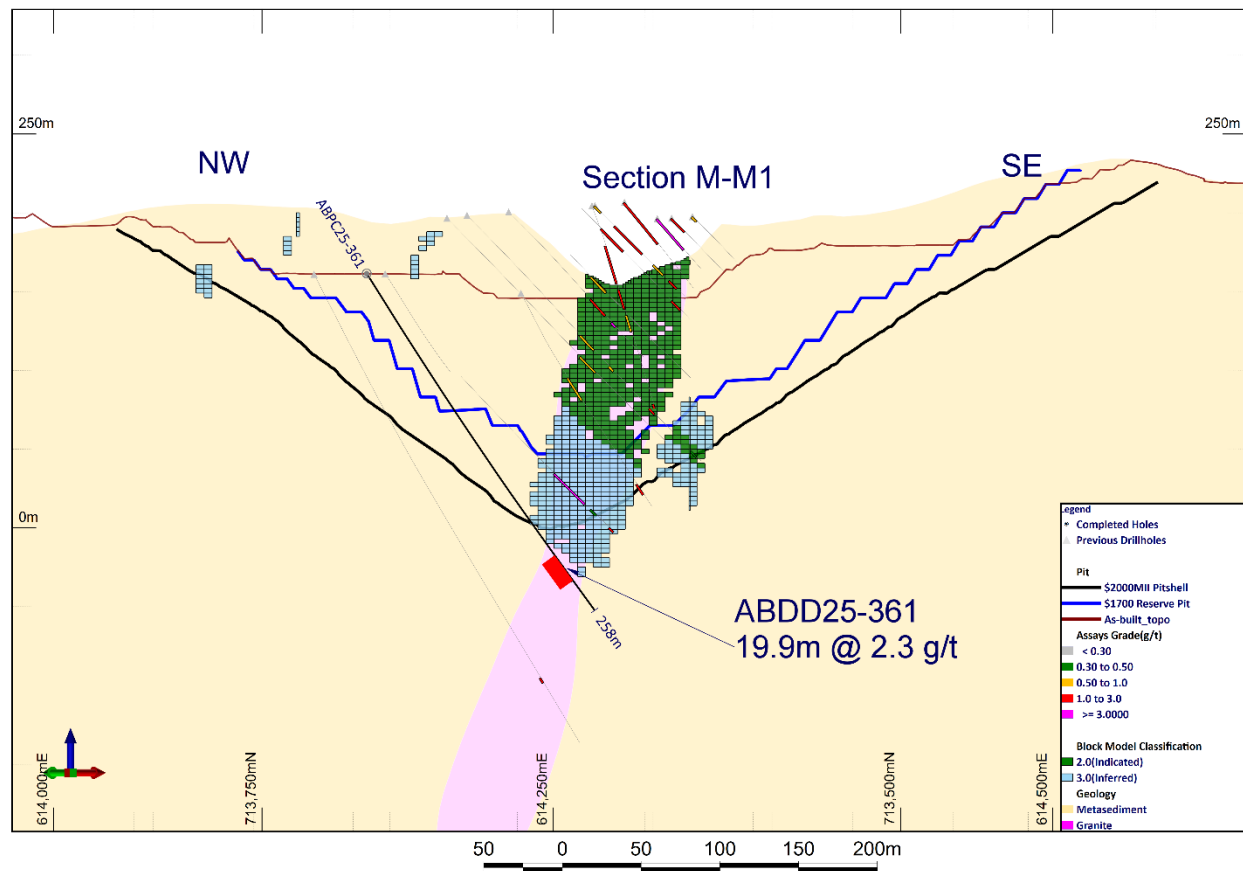 250m
250m
NW
Section M-M1
SE
ABPC25-361
0m
ABDD25-361
19.9m @ 2.3 g/t
258m
Legend
Completed Holes
Previous Drillholes
Pit
$2000MII Pitshell
$1700 Reserve Pit
As-built_topo
Assays Grade(g/t)
< 0.30
0.30 to 0.50
0.50 to 1.0
1.0 to 3.0
>= 3.0000
Block Model Classification
2.0(Indicated)
3.0(Inferred)
Geology
Metasediment
Granite
614,000mE
713,750mN
614,250mE
713,500mN
614,500mE
50 0 50 100 150 200m